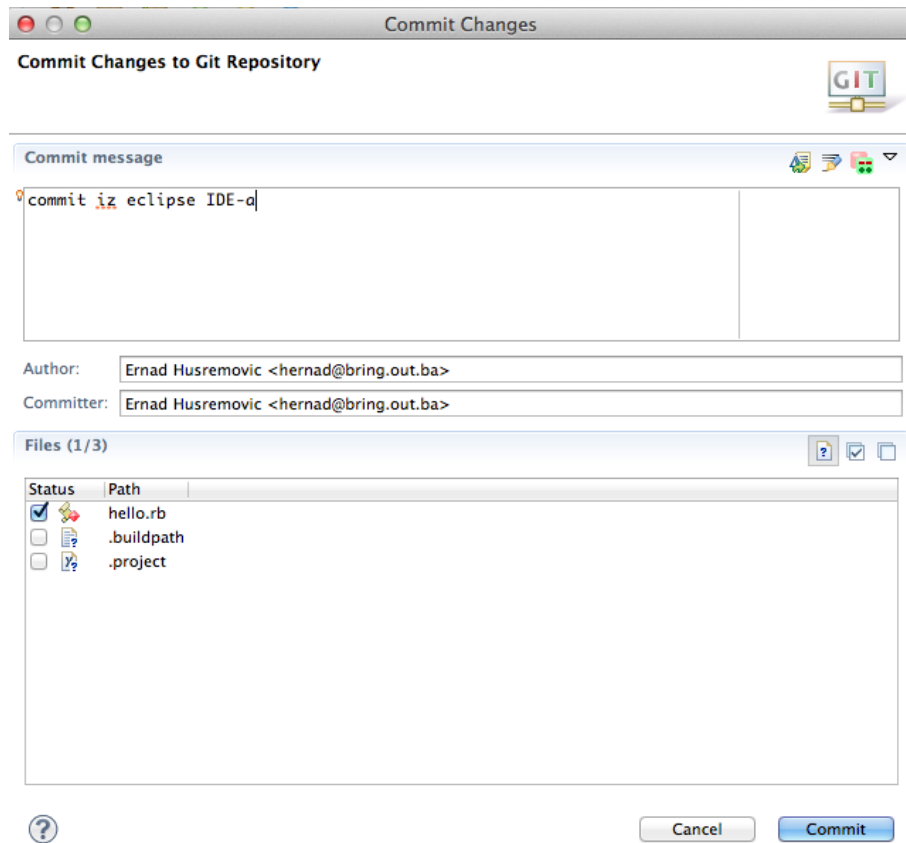 Commit Changes
Commit Changes to Git Repository
GIT
Commit message
commit iz eclipse IDE-a
Author: Ernad Husremovic <hernad@bring.out.ba>
Committer: Ernad Husremovic <hernad@bring.out.ba>
Files (1/3)
Status Path
hello.rb
.buildpath
.project
Cancel Commit